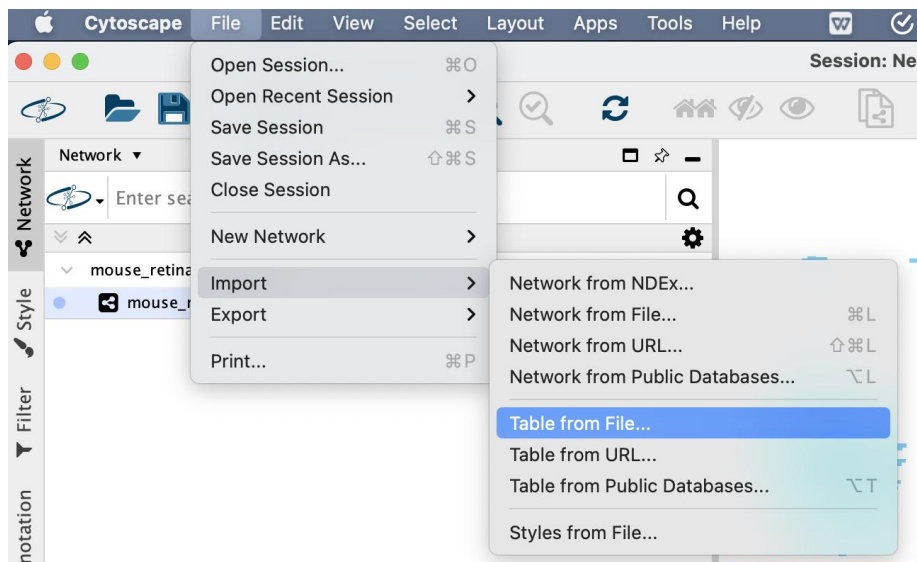 Cytoscape File Edit View Select Layout Apps Tools Help
Session: Ne
Open Session... ⌘O
Open Recent Session
Save Session ⌘S
Save Session As... ⇧⌘S
Close Session
New Network
Import
Export
Print... ⌘P
Network
Enter sea
mouse_retina
mouse_r
Network
Style
Filter
notation
Network from NDEx...
Network from File... ⌘L
Network from URL... ⇧⌘L
Network from Public Databases... ⌥L
Table from File...
Table from URL...
Table from Public Databases... ⌥T
Styles from File...